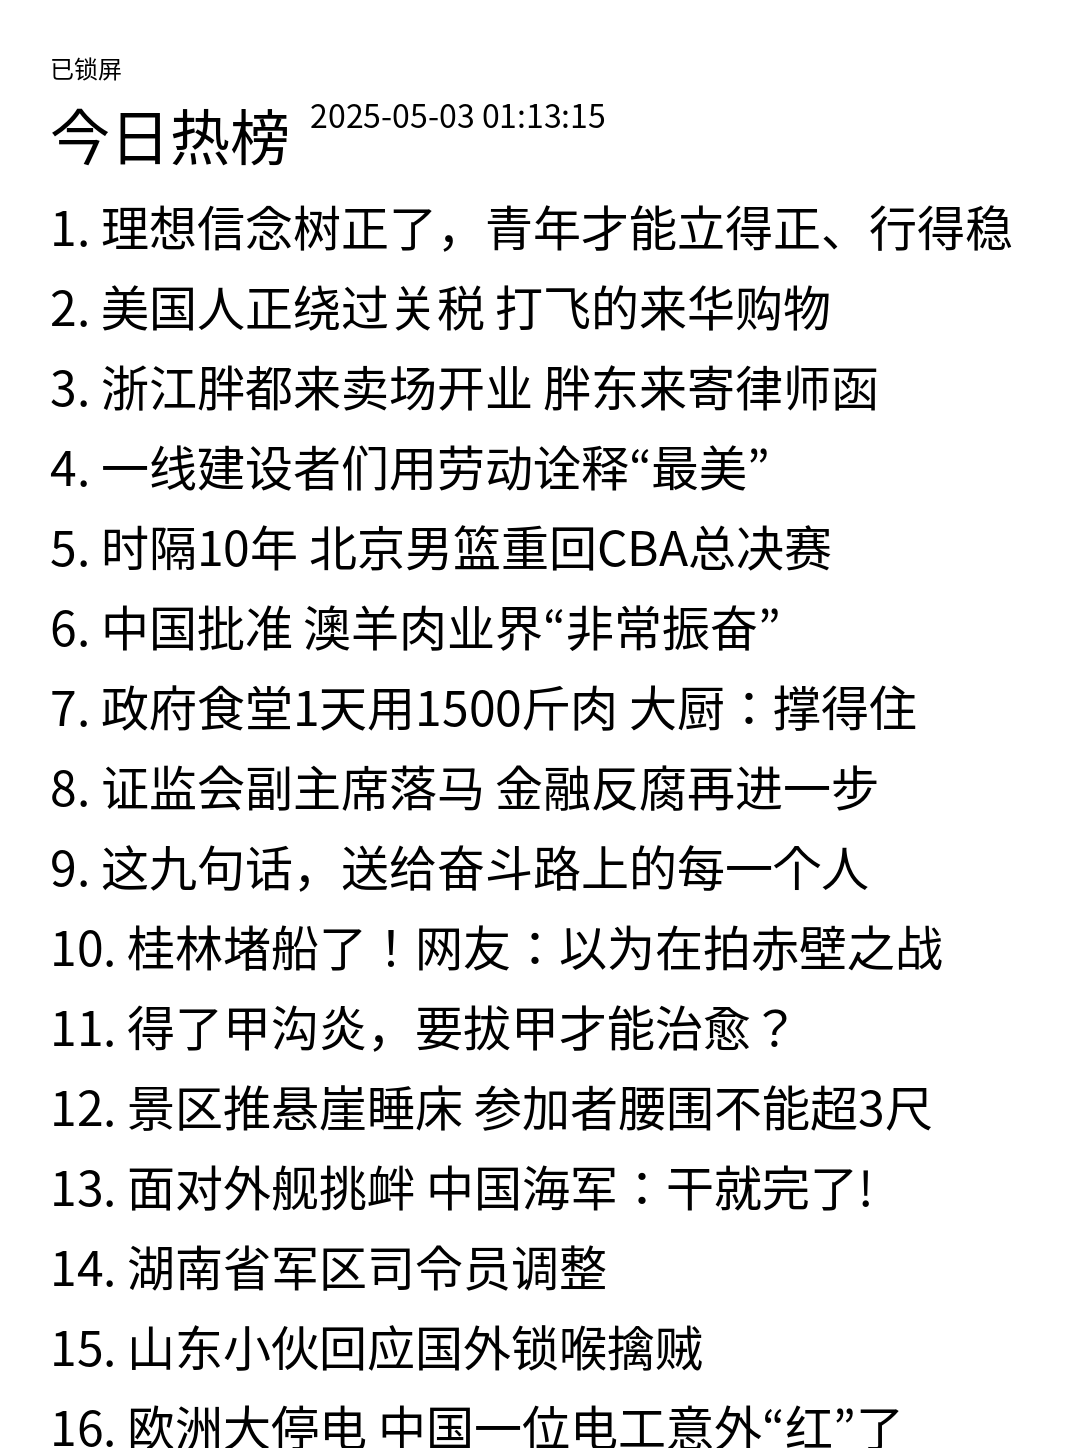 已锁屏
今日热榜 2025-05-03 01:13:15
1. 理想信念树正了，青年才能立得正、行得稳
2. 美国人正绕过关税 打飞的来华购物
3. 浙江胖都来卖场开业 胖东来寄律师函
4. 一线建设者们用劳动诠释“最美”
5. 时隔10年 北京男篮重回CBA总决赛
6. 中国批准 澳羊肉业界“非常振奋”
7. 政府食堂1天用1500斤肉 大厨：撑得住
8. 证监会副主席落马 金融反腐再进一步
9. 这九句话，送给奋斗路上的每一个人
10. 桂林堵船了！网友：以为在拍赤壁之战
11. 得了甲沟炎，要拔甲才能治愈？
12. 景区推悬崖睡床 参加者腰围不能超3尺
13. 面对外舰挑衅 中国海军：干就完了!
14. 湖南省军区司令员调整
15. 山东小伙回应国外锁喉擒贼
16. 欧洲大停电 中国一位电工意外“红”了